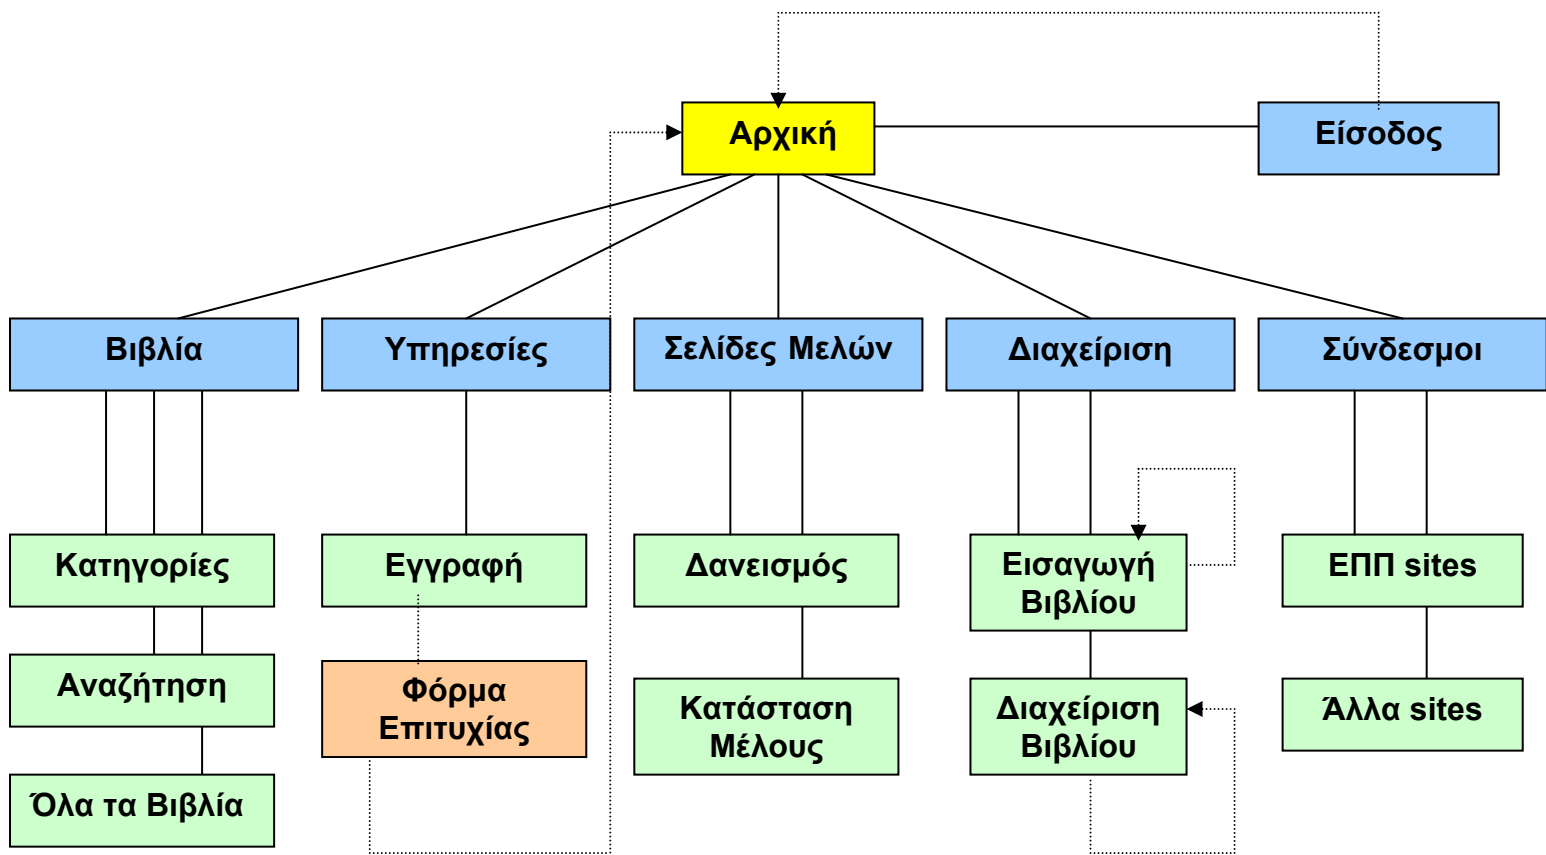 Αρχική
Είσοδος
Βιβλία
Υπηρεσίες
Σελίδες Μελών
Διαχείριση
Σύνδεσμοι
Κατηγορίες
Εγγραφή
Δανεισμός
Εισαγωγή
Βιβλίου
ΕΠΠ sites
Αναζήτηση
Φόρμα
Επιτυχίας
Κατάσταση
Μέλους
Διαχείριση
Βιβλίου
Άλλα sites
Όλα τα Βιβλία